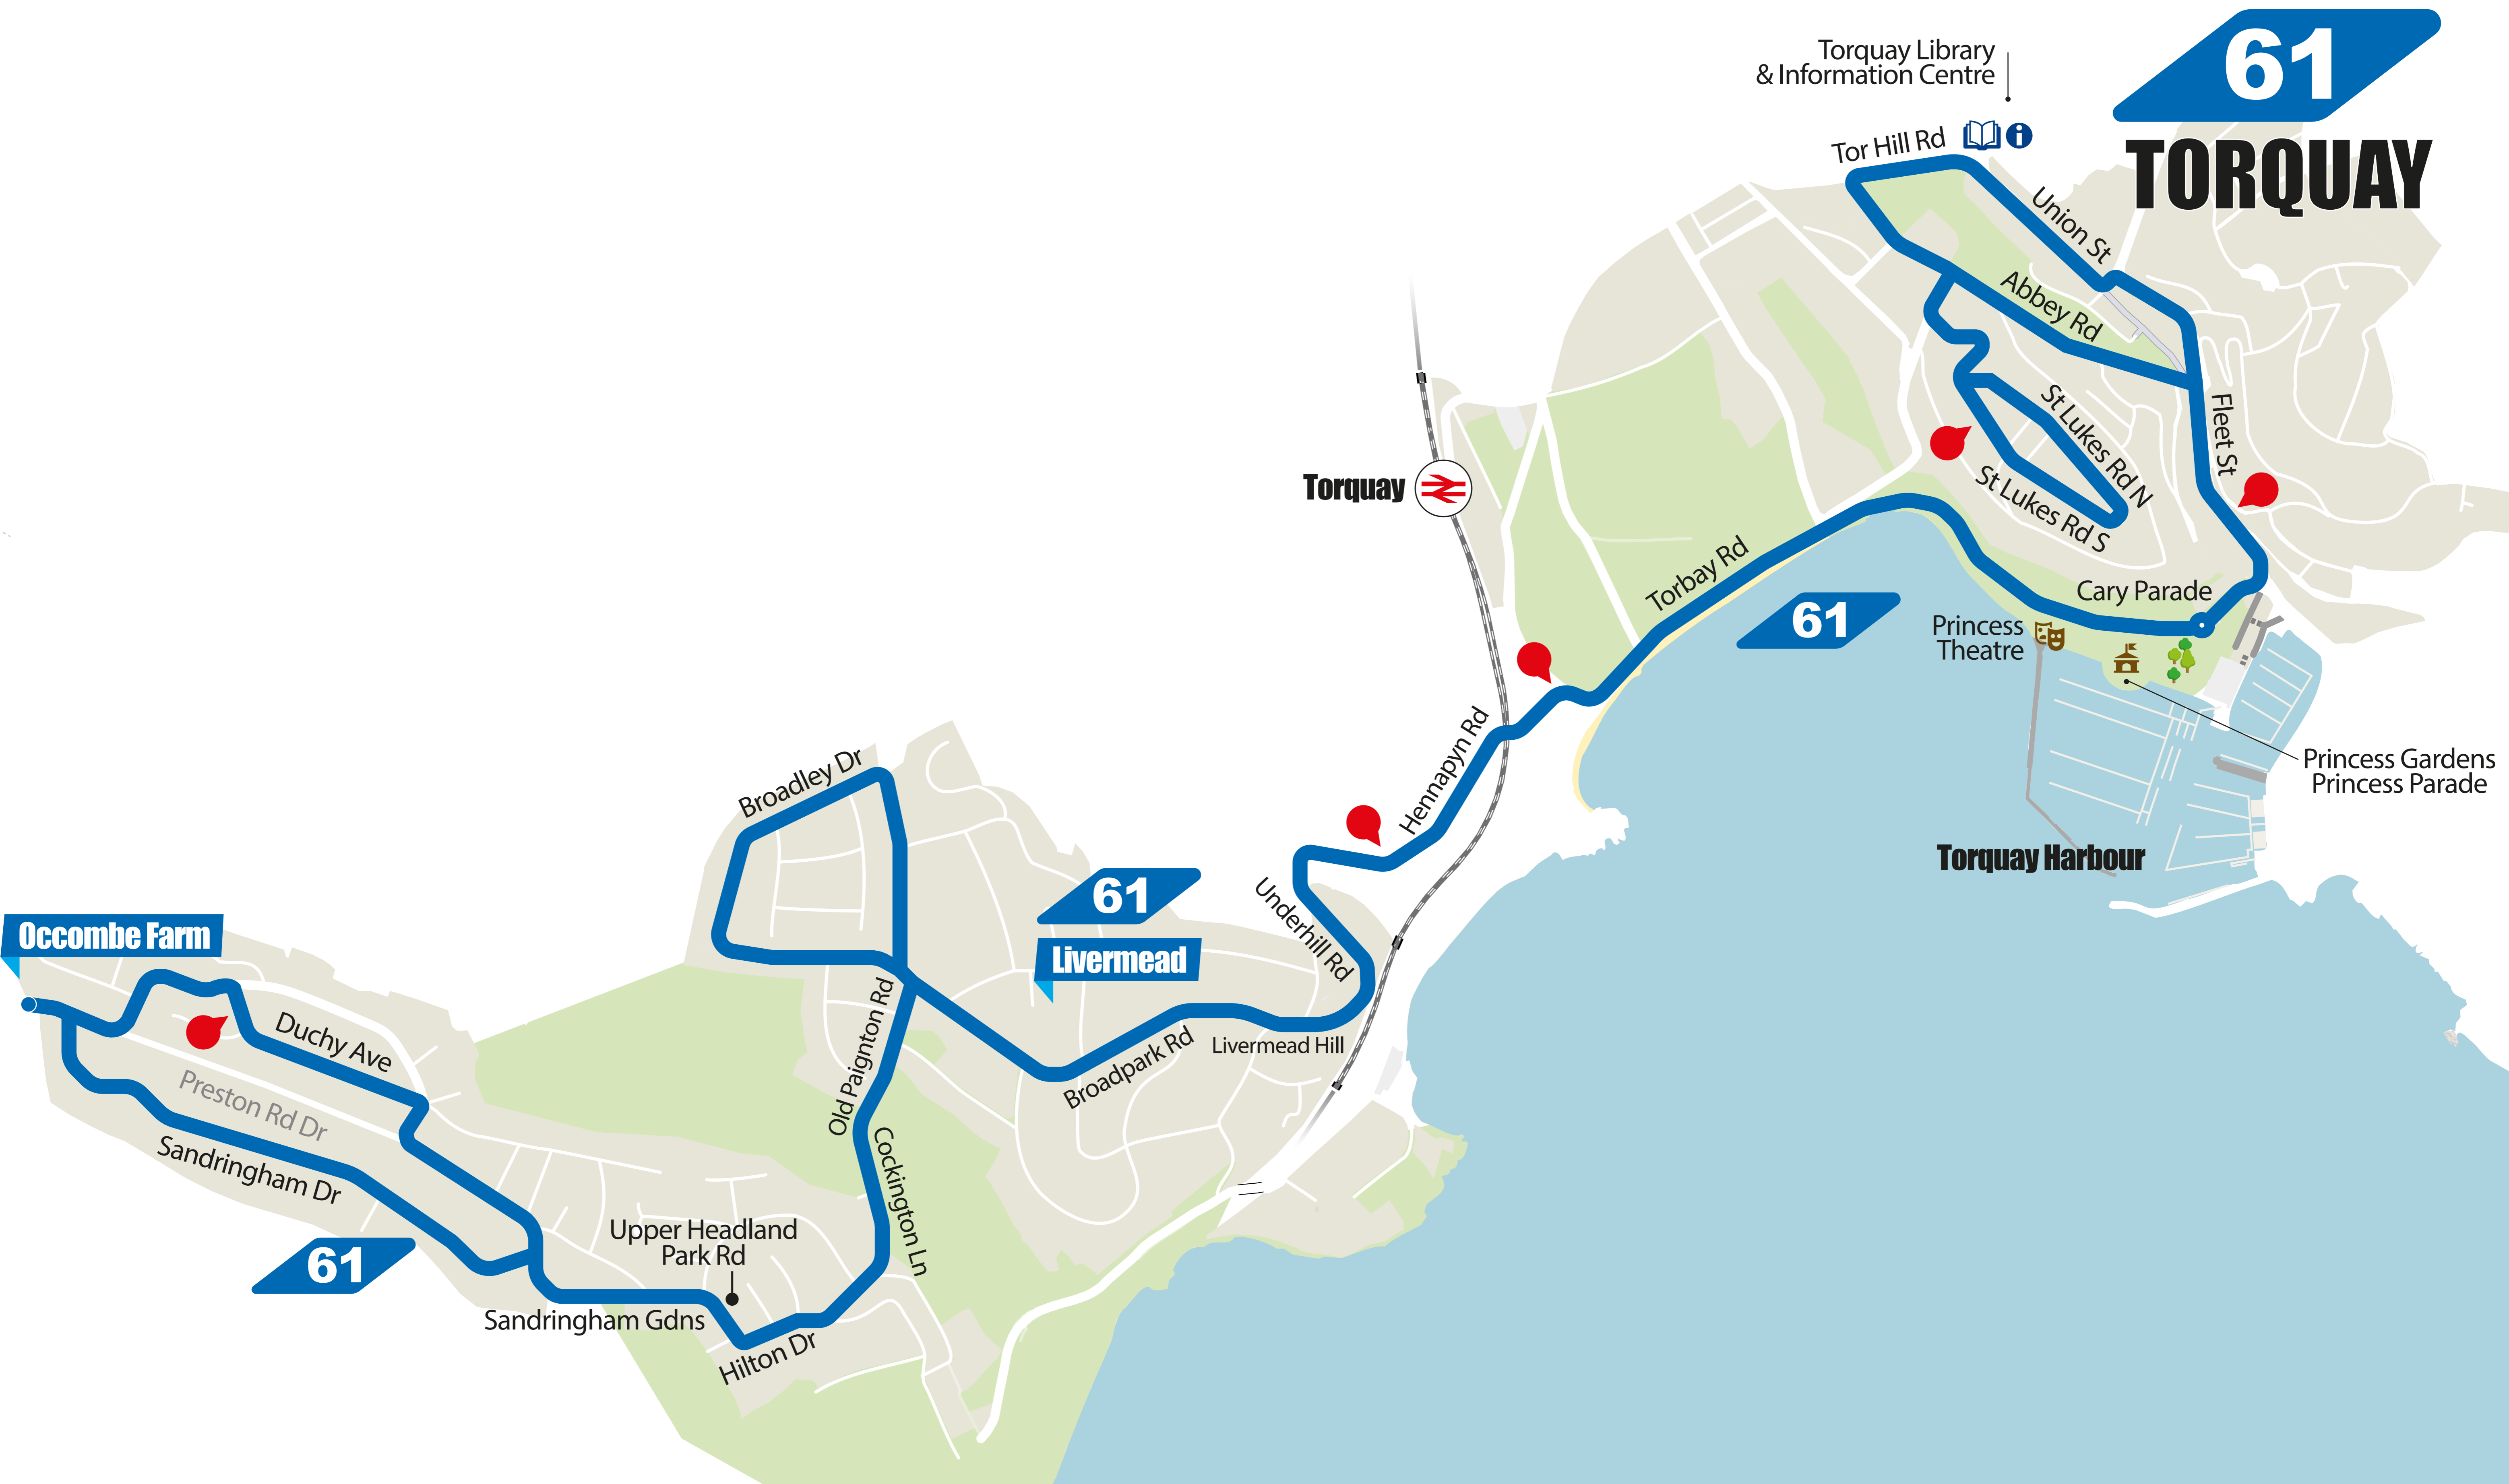 61
TORQUAY
Torquay Library
& Information Centre
Tor Hill Rd
Union St
Abbey Rd
St Lukes Rd N
St Lukes Rd S
Fleet St
Torquay
Torbay Rd
61
Cary Parade
Princess
Theatre
Princess Gardens
Princess Parade
Torquay Harbour
Hennapyn Rd
Broadley Dr
61
Livermead
Underhill Rd
Occombe Farm
Old Paignton Rd
Livermead Hill
Broadpark Rd
Duchy Ave
Preston Rd Dr
Sandringham Dr
Cockington Ln
61
Upper Headland
Park Rd
Sandringham Gdns
Hilton Dr